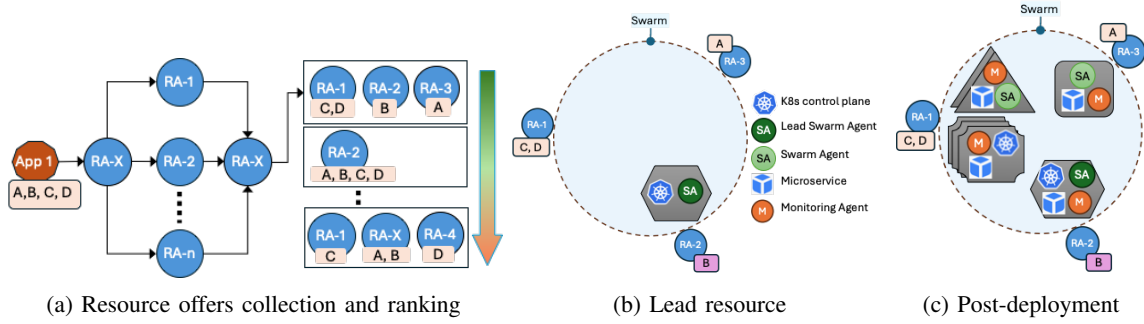 App 1
A,B, C, D
RA-X
RA-1
RA-2
RA-n
RA-X
RA-1
C,D
RA-2
B
RA-3
A
RA-2
A, B, C, D
RA-1
C
RA-X
A, B
RA-4
D
(a) Resource offers collection and ranking
Swarm
A
RA-3
RA-1
C, D
SA
RA-2
B
K8s control plane
SA
Lead Swarm Agent
SA
Swarm Agent
Microservice
M
Monitoring Agent
(b) Lead resource
Swarm
A
RA-3
M
SA
SA
M
RA-1
C, D
M
SA
M
RA-2
B
(c) Post-deployment